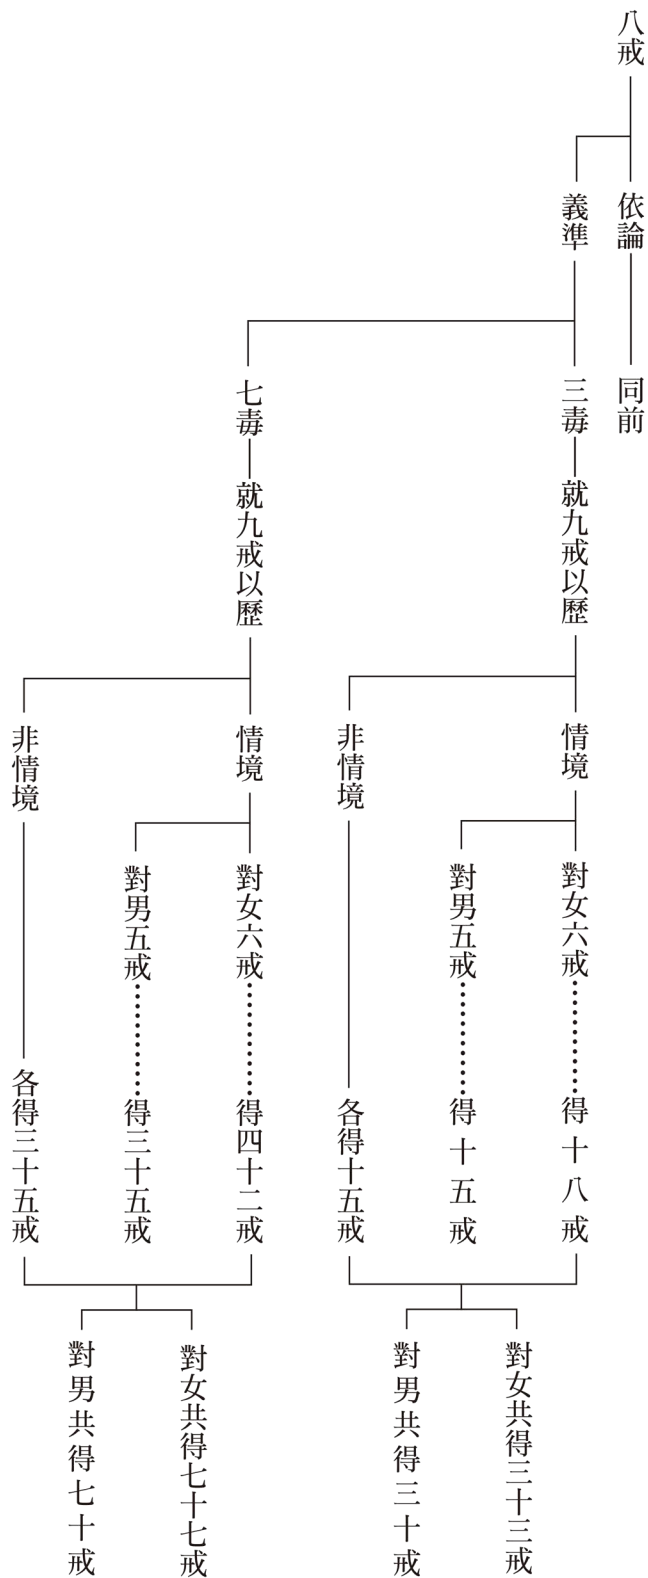 八戒
依論
同前
義準
三毒
就九戒以歷
情境
對女六戒
得十八戒
對男五戒
得十五戒
非情境
各得十五戒
對女共得三十三戒
對男共得三十戒
七毒
就九戒以歷
情境
對女六戒
得四十二戒
對男五戒
得三十五戒
非情境
各得三十五戒
對女共得七十七戒
對男共得七十戒